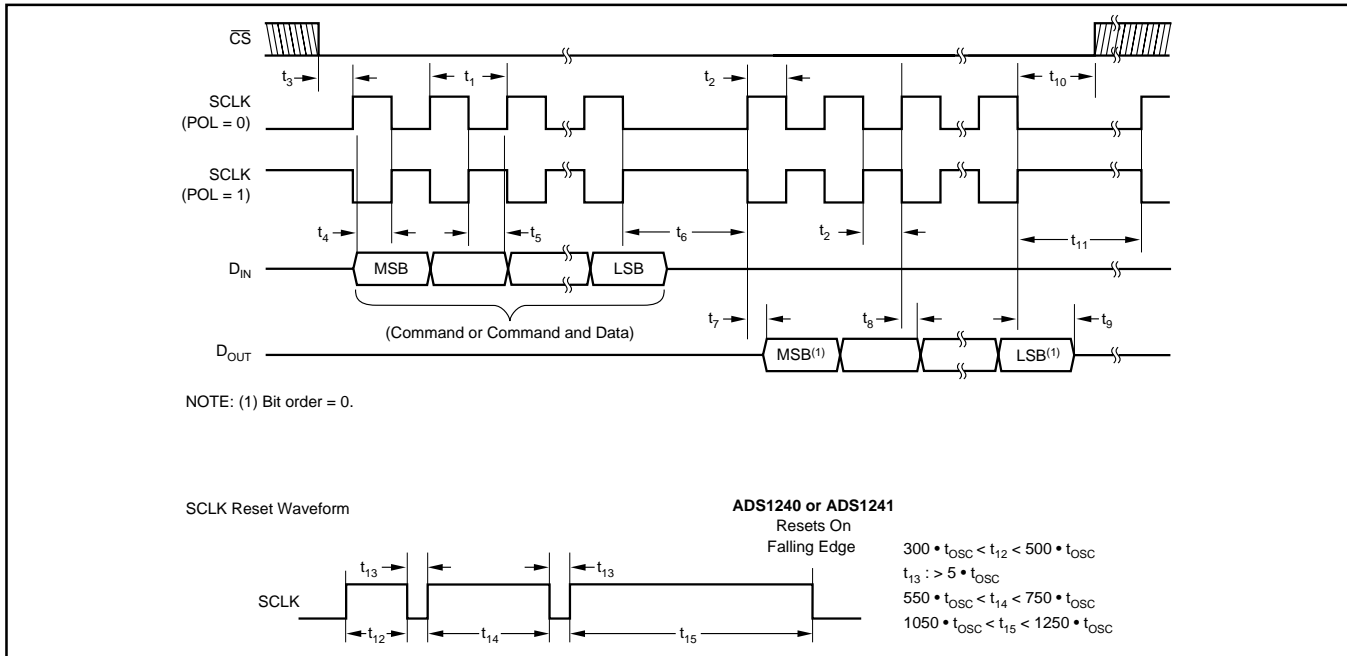 CS
t3
t1
t2
t10
SCLK
(POL = 0)
SCLK
(POL = 1)
t4
t5
t6
t2
t11
DIN
MSB
LSB
(Command or Command and Data)
t7
t8
t9
DOUT
MSB(1)
LSB(1)
NOTE: (1) Bit order = 0.
SCLK Reset Waveform
ADS1240 or ADS1241
Resets On
Falling Edge
300 • tOSC < t12 < 500 • tOSC
t13 : > 5 • tOSC
550 • tOSC < t14 < 750 • tOSC
1050 • tOSC < t15 < 1250 • tOSC
t13
t13
SCLK
t12
t14
t15